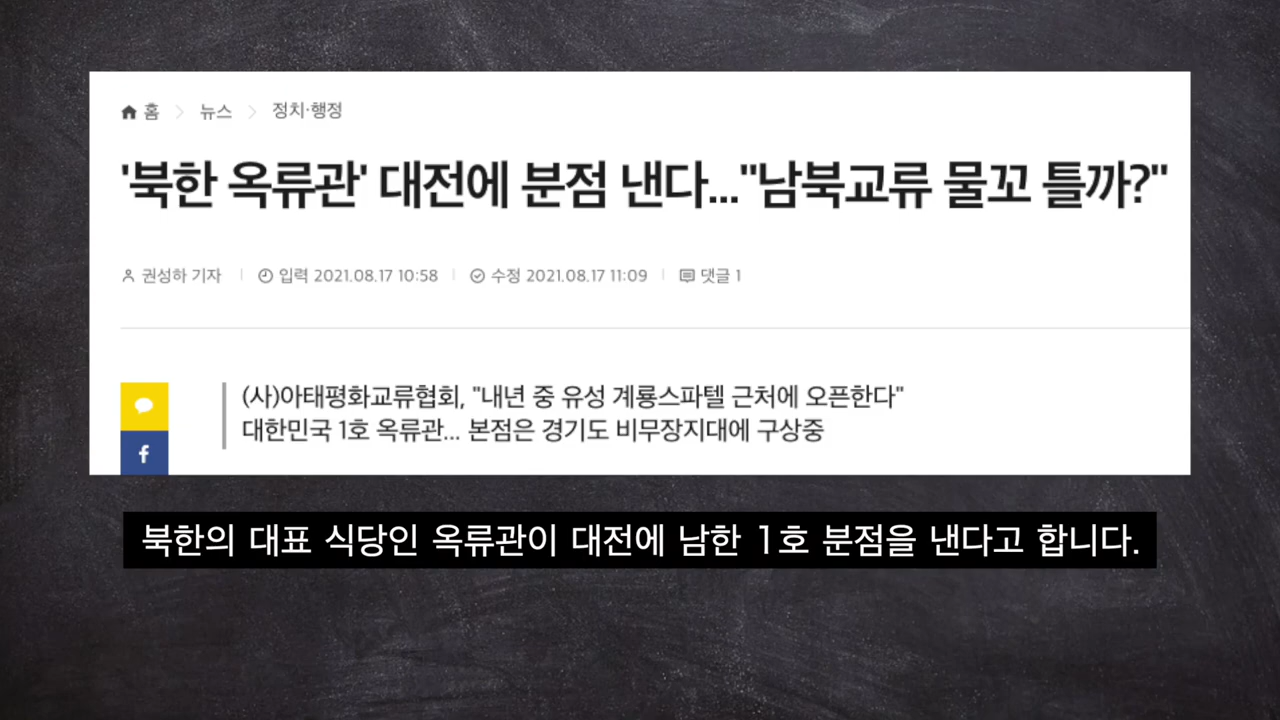 홈 > 뉴스 > 정치·행정
'북한 옥류관' 대전에 분점 낸다..."남북교류 물꼬 틀까?"
권성하 기자 | 입력 2021.08.17 10:58 | 수정 2021.08.17 11:09 | 댓글 1
(사)아태평화교류협회, "내년 중 유성 계룡스파텔 근처에 오픈한다"
대한민국 1호 옥류관... 본점은 경기도 비무장지대에 구상중
f
북한의 대표 식당인 옥류관이 대전에 남한 1호 분점을 낸다고 합니다.